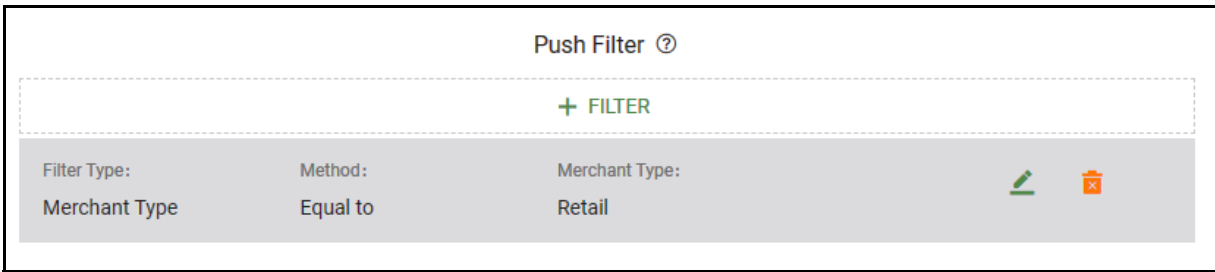 Push Filter ?
+ FILTER
Filter Type: Method: Merchant Type:
Merchant Type Equal to Retail